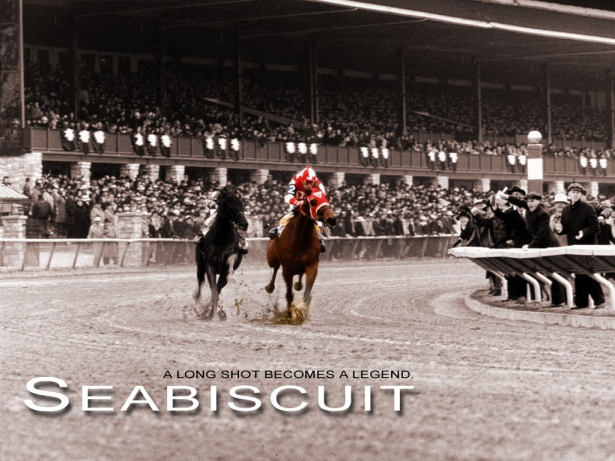 A LONG SHOT BECOMES A LEGEND.
SEABISCUIT